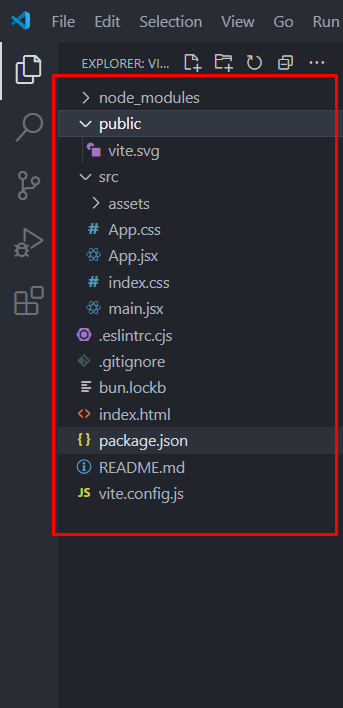 File Edit Selection View Go Run
EXPLORER: VI...
node_modules
public
vite.svg
src
assets
# App.css
App.jsx
# index.css
main.jsx
.eslintrc.cjs
.gitignore
bun.lockb
<> index.html
{} package.json
README.md
JS vite.config.js